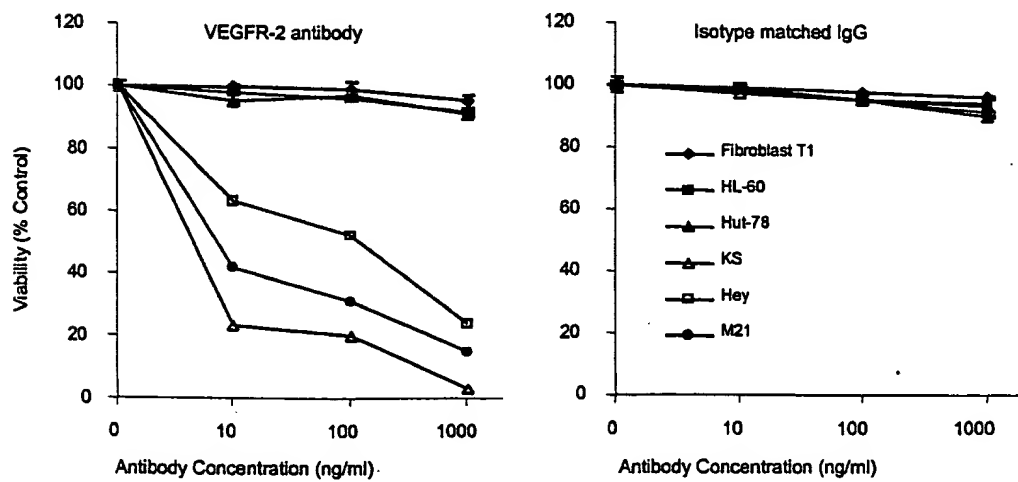 VEGFR-2 antibody
Viability (% Control)
120
100
80
60
40
20
0
0 10 100 1000
Antibody Concentration (ng/ml)
Isotype matched IgG
120
100
80
60
40
20
0
Fibroblast T1
HL-60
Hut-78
KS
Hey
M21
0 10 100 1000
Antibody Concentration (ng/ml)